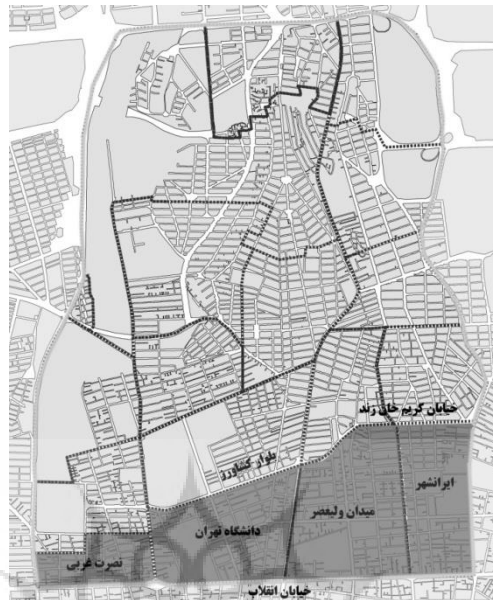 خیابان کریم خان زند
بلوار کشاورز
ایرانشهر
میدان ولیعصر
دانشگاه تهران
نصرت غربی
خیابان انقلاب